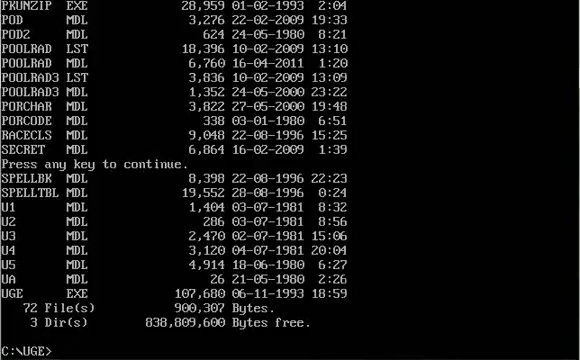 PKUNZIP EXE 28,959 01-02-1993 2:04
POD MDL 3,276 22-02-2009 19:33
POD2 MDL 624 24-05-1980 8:21
POOLRAD LST 18,396 10-02-2009 13:10
POOLRAD MDL 6,760 16-04-2011 1:20
POOLRAD3 LST 3,836 10-02-2009 13:09
POOLRAD3 MDL 1,352 24-05-2000 23:22
PORCHAR MDL 3,822 27-05-2000 19:48
PORCODE MDL 338 03-01-1980 6:51
RACECLS MDL 9,048 22-08-1996 15:25
SECRET MDL 6,864 16-02-2009 1:39
Press any key to continue.
SPELLBK MDL 8,398 22-08-1996 22:23
SPELLTBL MDL 19,552 28-08-1996 0:24
U1 MDL 1,404 03-07-1981 8:32
U2 MDL 286 03-07-1981 8:56
U3 MDL 2,470 02-07-1981 15:06
U4 MDL 3,120 04-07-1981 20:04
U5 MDL 4,914 18-06-1980 6:27
UA MDL 26 21-05-1980 2:26
UGE EXE 107,680 06-11-1993 18:59
72 File(s) 900,307 Bytes.
3 Dir(s) 838,809,600 Bytes free.
C:\UGE>